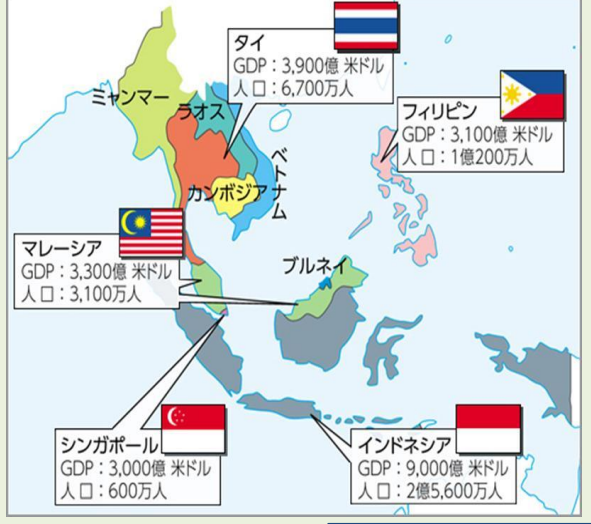 タイ
GDP：3,900億 米ドル
人口：6,700万人
ミャンマー
ラオス
フィリピン
GDP：3,100億 米ドル
人口：1億200万人
ベトナム
カンボジア
マレーシア
GDP：3,300億 米ドル
人口：3,100万人
ブルネイ
シンガポール
GDP：3,000億 米ドル
人口：600万人
インドネシア
GDP：9,000億 米ドル
人口：2億5,600万人